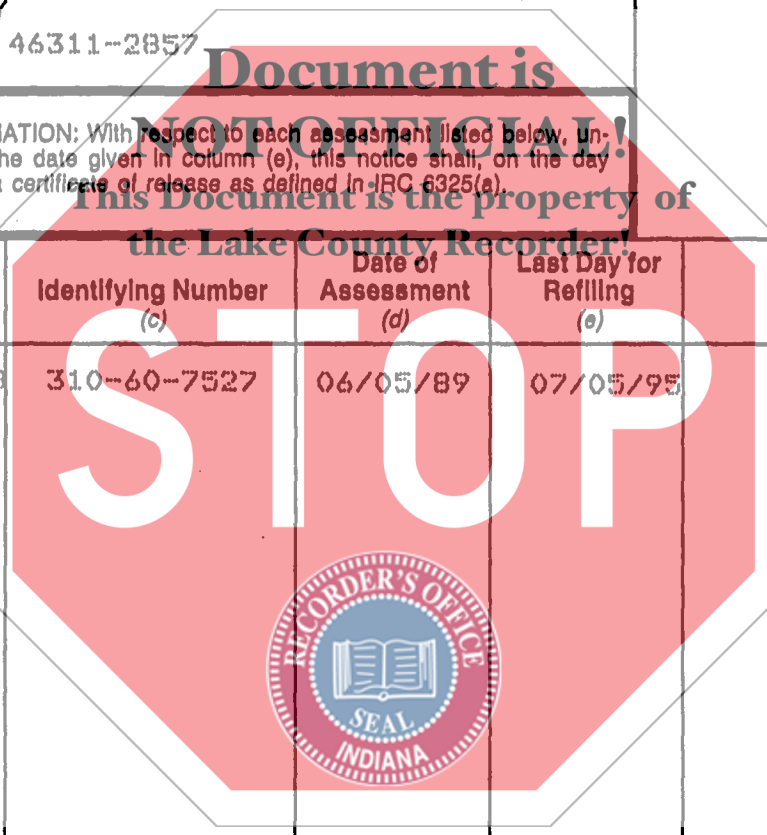 46311-2857
Document is
NOT OFFICIAL!
IATION: With respect to each assessment listed below, un-
he date given in column (e), this notice shall, on the day
certificate of release as defined in IRC 6325(a).
This Document is the property of
the Lake County Recorder!
Identifying Number
(c)
Date of
Assessment
(d)
Last Day for
Refiling
(e)
310-60-7527
06/05/89
07/05/95
STOP
RECORDER'S OFFICE
SEAL
INDIANA